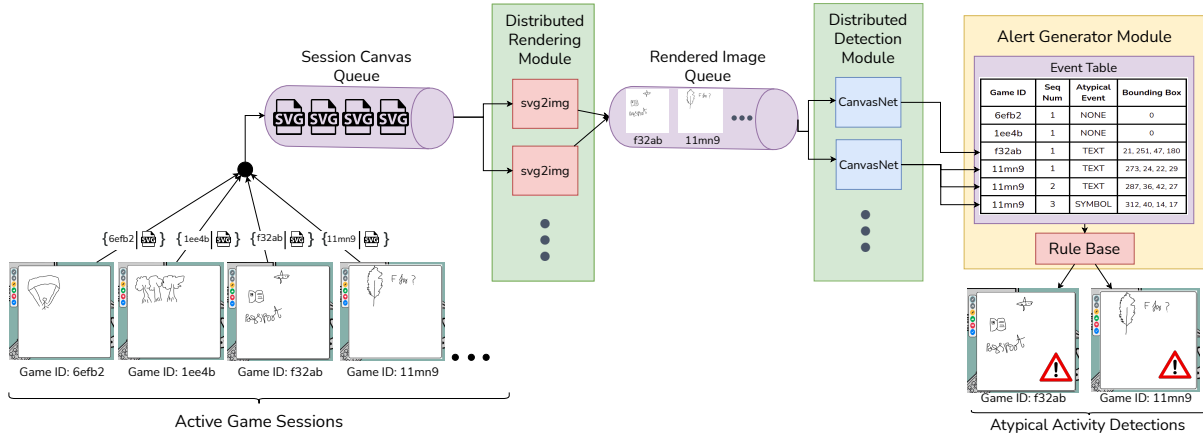 Session Canvas
Queue
SVG SVG SVG SVG
Distributed
Rendering
Module
svg2img
svg2img
Rendered Image
Queue
f32ab 11mn9
Distributed
Detection
Module
CanvasNet
CanvasNet
Alert Generator Module
Event Table
Game ID Seq Num Atypical Event Bounding Box
6efb2 1 NONE 0
1ee4b 1 NONE 0
f32ab 1 TEXT 21, 251, 47, 180
11mn9 1 TEXT 273, 24, 22, 29
11mn9 2 TEXT 287, 36, 42, 27
11mn9 3 SYMBOL 312, 40, 14, 17
Rule Base
{6efb2|SVG} {1ee4b|SVG} {f32ab|SVG} {11mn9|SVG}
Game ID: 6efb2 Game ID: 1ee4b Game ID: f32ab Game ID: 11mn9
Active Game Sessions
Game ID: f32ab Game ID: 11mn9
Atypical Activity Detections